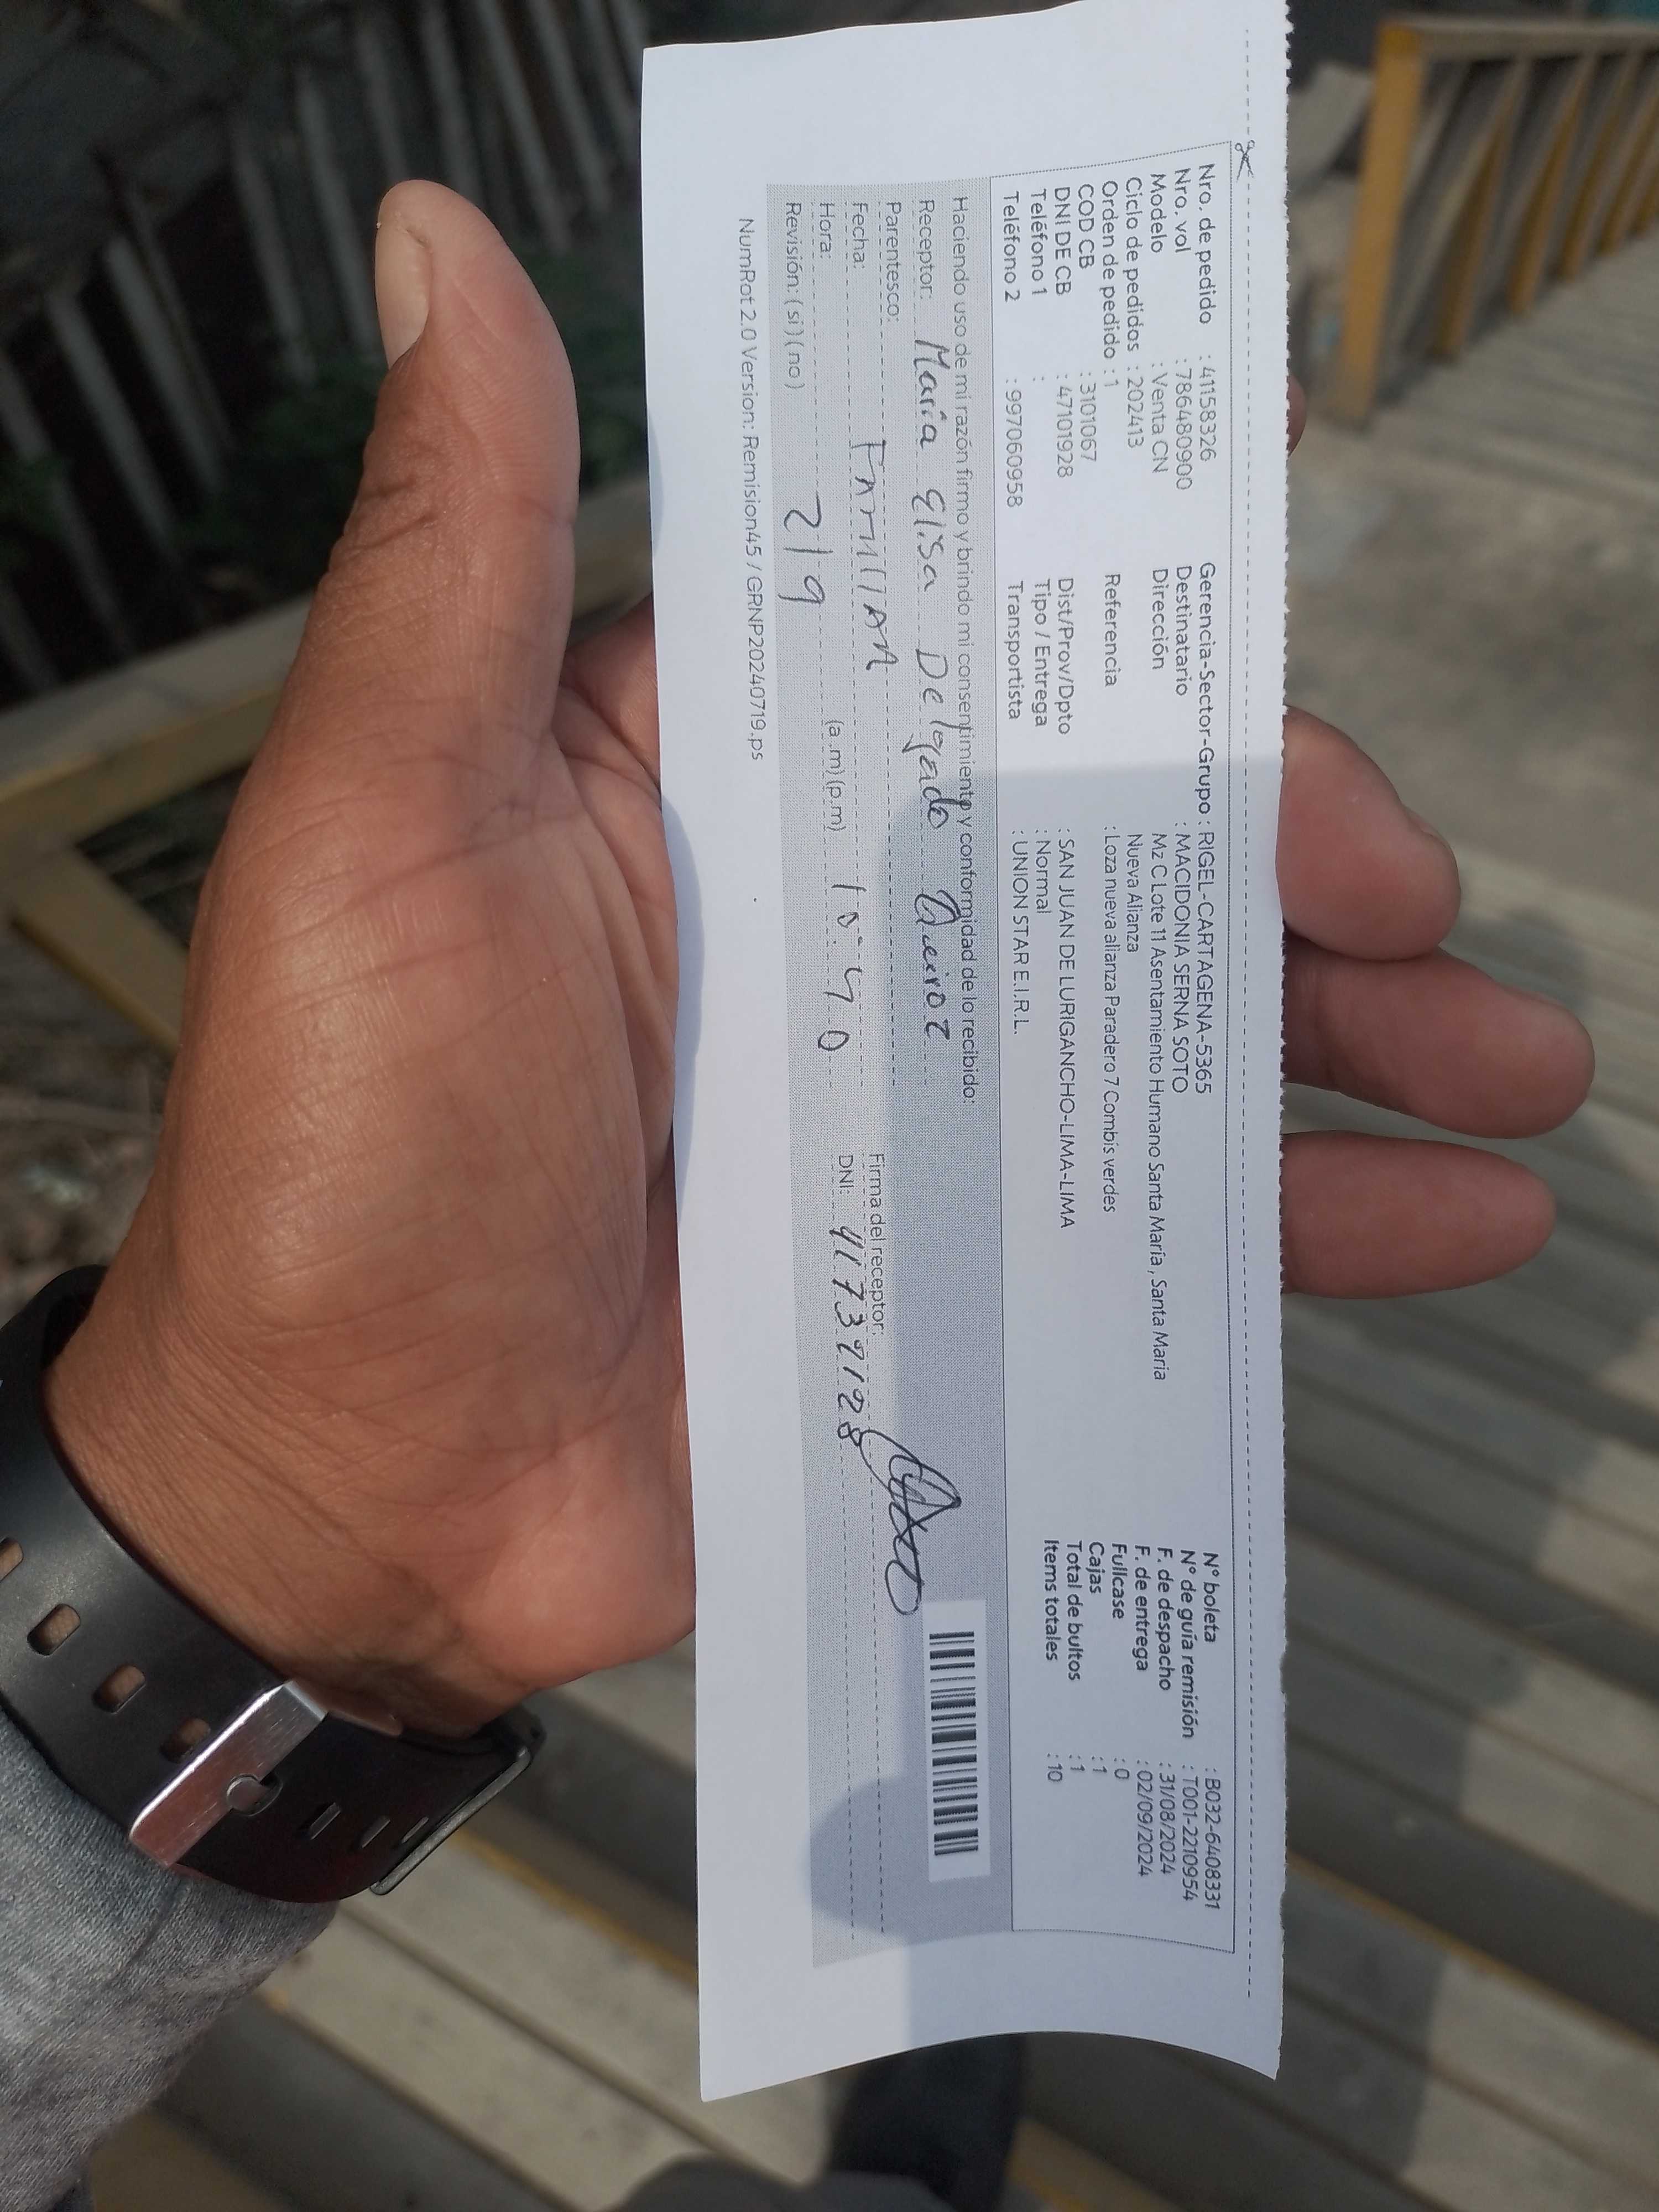 Nro. de pedido : 41158326
Nro. vol : 786480900
Modelo : Venta CN
Ciclo de pedidos : 202413
Orden de pedido : 1
COD CB : 3101067
DNI DE CB : 47101928
Teléfono 1 :
Teléfono 2 : 997060958
Gerencia-Sector-Grupo : RIGEL-CARTAGENA-5365
Destinatario : MACIDONIA SERNA SOTO
Dirección Mz C Lote 11 Asentamiento Humano Santa María , Santa Maria
Nueva Alianza
Referencia : Loza nueva alianza Paradero 7 Combis verdes
Dist/Prov/Dpto : SAN JUAN DE LURIGANCHO-LIMA-LIMA
Tipo / Entrega : Normal
Transportista : UNION STAR E.I.R.L.
N° boleta : B032-6408331
N° de guía remisión : T001-2210954
F. de despacho : 31/08/2024
F. de entrega : 02/09/2024
Fullcase : 0
Cajas : 1
Total de bultos : 1
Items totales : 10
Haciendo uso de mi razón firmo y brindo mi consentimiento y conformidad de lo recibido:
Receptor: María Elisa Delgado Queiroz
Parentesco: Familiar
Fecha: 2/9
Hora: (a.m)(p.m) 10:40
Revisión: (si)(no)
Firma del receptor:
DNI:
NumRot 2.0 Version: Remision45 / GRNP20240719.ps